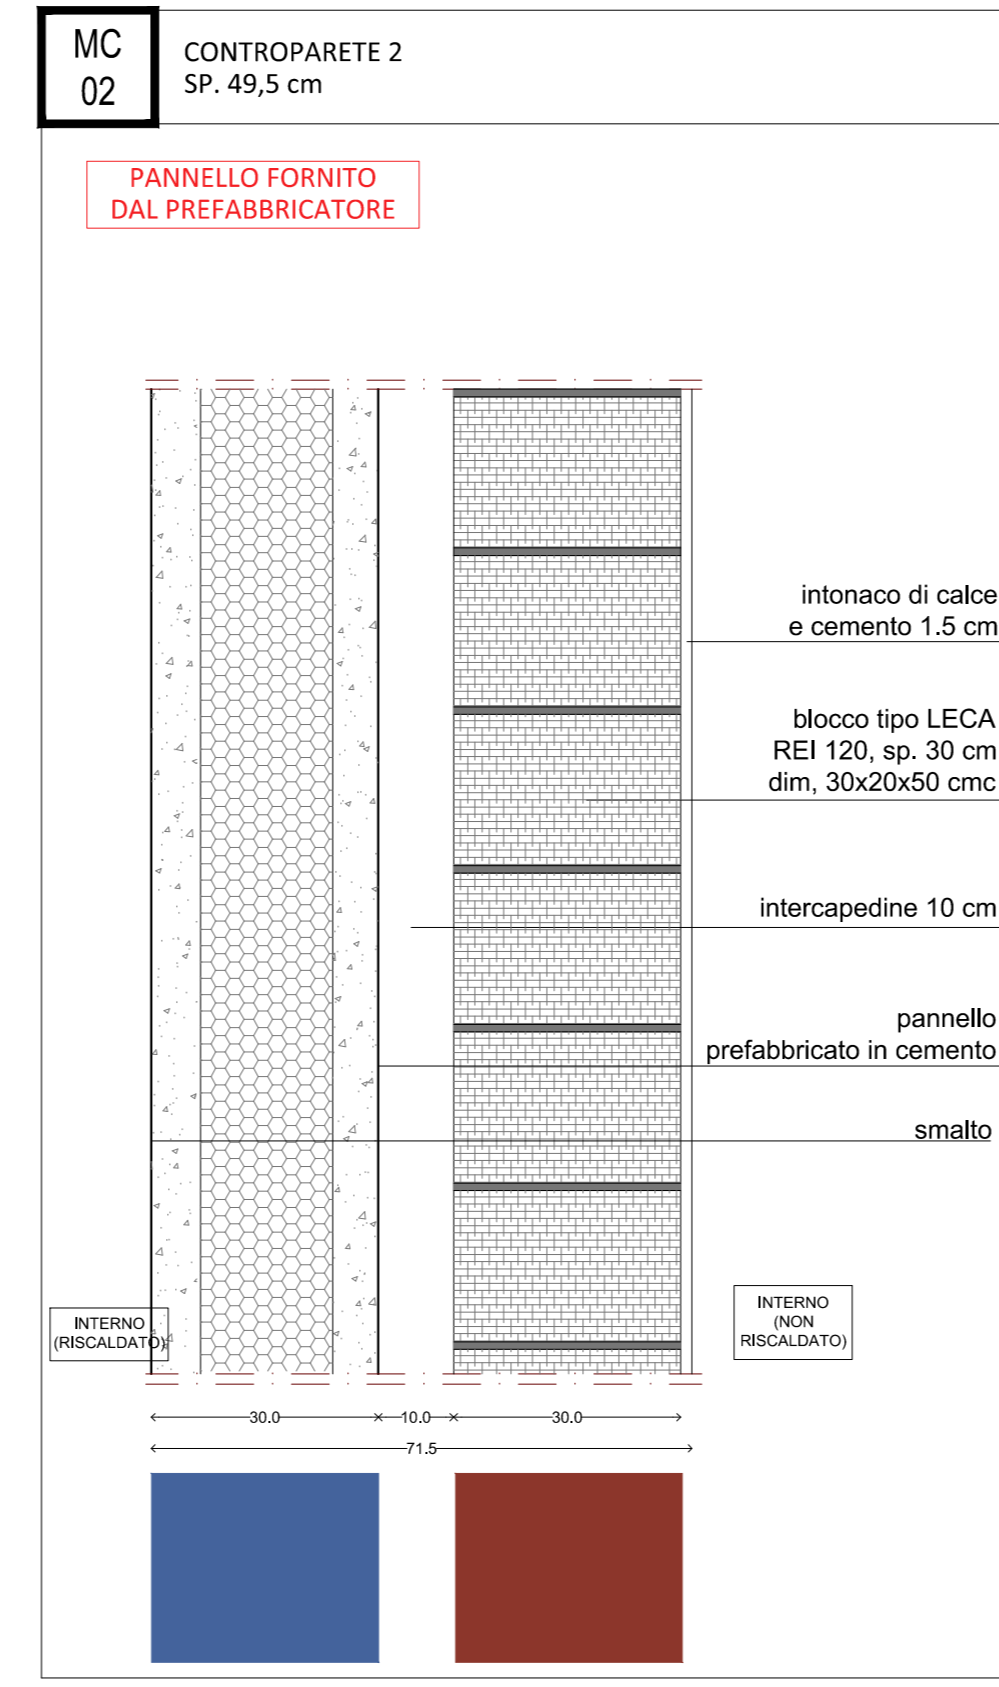 MC
02
CONTROPARETE 2
SP. 49,5 cm
PANNELLO FORNITO
DAL PREFABBRICATORE
intonaco di calce
e cemento 1.5 cm
blocco tipo LECA
REI 120, sp. 30 cm
dim, 30x20x50 cmc
intercapedine 10 cm
pannello
prefabbricato in cemento
smalto
INTERNO
(RISCALDATO)
INTERNO
(NON
RISCALDATO)
30.0
10.0
30.0
71.5